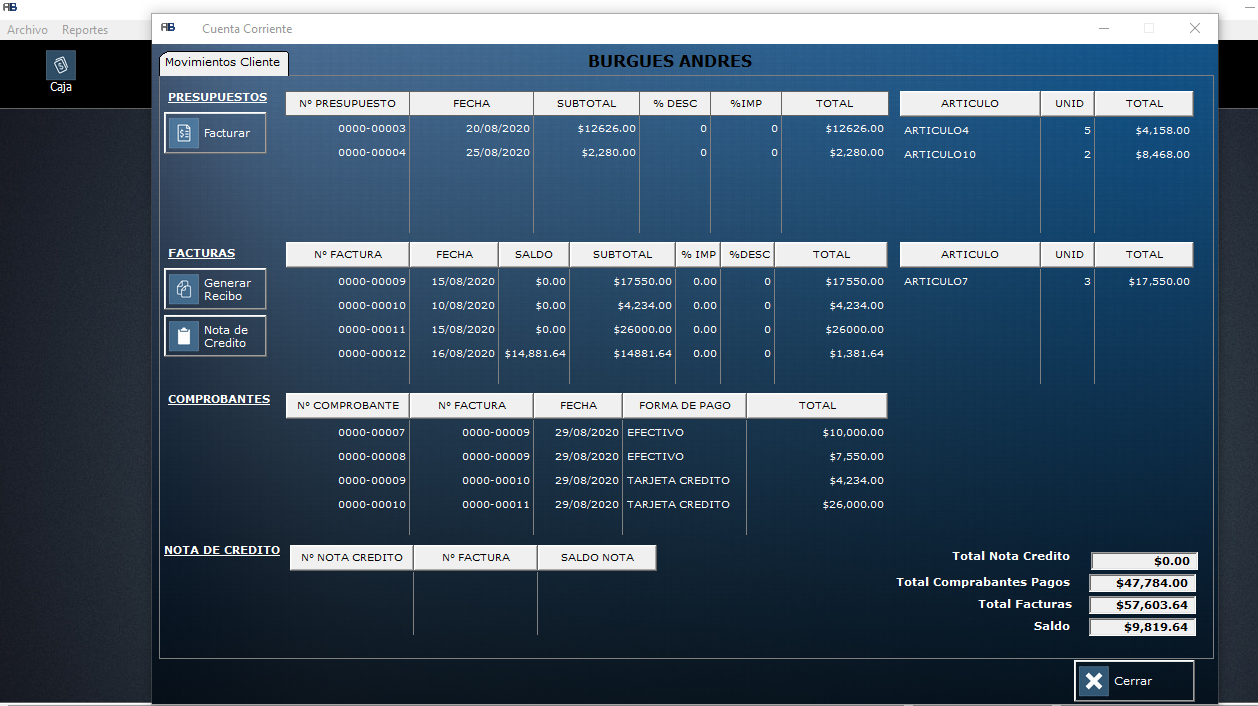 AB
Archivo Reportes
Caja
AB Cuenta Corriente
Movimientos Cliente
BURGUES ANDRES
PRESUPUESTOS
Facturar
Nº PRESUPUESTO FECHA SUBTOTAL % DESC %IMP TOTAL
0000-00003 20/08/2020 $12626.00 0 0 $12626.00
0000-00004 25/08/2020 $2,280.00 0 0 $2,280.00
ARTICULO UNID TOTAL
ARTICULO4 5 $4,158.00
ARTICULO10 2 $8,468.00
FACTURAS
Generar
Recibo
Nota de
Credito
Nº FACTURA FECHA SALDO SUBTOTAL % IMP %DESC TOTAL
0000-00009 15/08/2020 $0.00 $17550.00 0.00 0 $17550.00
0000-00010 10/08/2020 $0.00 $4,234.00 0.00 0 $4,234.00
0000-00011 15/08/2020 $0.00 $26000.00 0.00 0 $26000.00
0000-00012 16/08/2020 $14,881.64 $14881.64 0.00 0 $1,381.64
ARTICULO UNID TOTAL
ARTICULO7 3 $17,550.00
COMPROBANTES
Nº COMPROBANTE Nº FACTURA FECHA FORMA DE PAGO TOTAL
0000-00007 0000-00009 29/08/2020 EFECTIVO $10,000.00
0000-00008 0000-00009 29/08/2020 EFECTIVO $7,550.00
0000-00009 0000-00010 29/08/2020 TARJETA CREDITO $4,234.00
0000-00010 0000-00011 29/08/2020 TARJETA CREDITO $26,000.00
NOTA DE CREDITO
Nº NOTA CREDITO Nº FACTURA SALDO NOTA
Total Nota Credito $0.00
Total Comprabantes Pagos $47,784.00
Total Facturas $57,603.64
Saldo $9,819.64
Cerrar